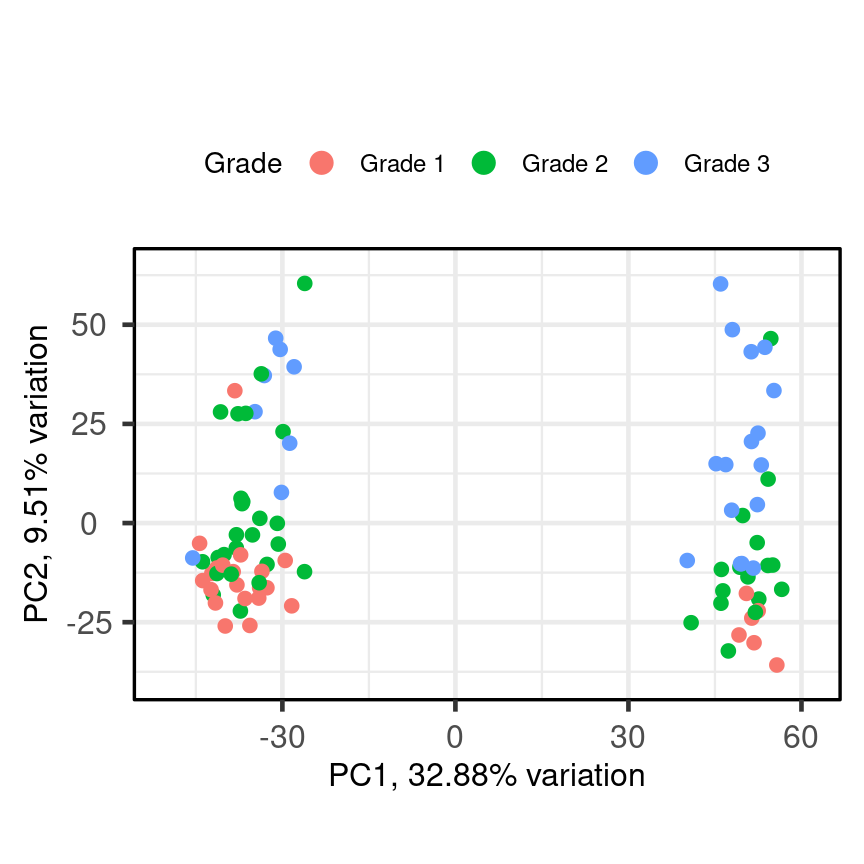 Grade Grade 1 Grade 2 Grade 3
50
25
0
-25
PC2, 9.51% variation
-30 0 30 60
PC1, 32.88% variation